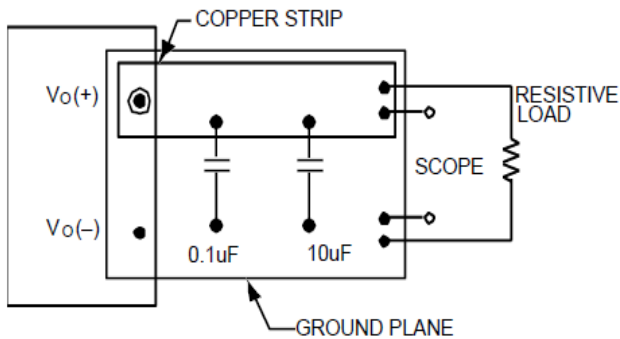 COPPER STRIP
VO(+)
RESISTIVE
LOAD
SCOPE
VO(–)
0.1uF
10uF
GROUND PLANE